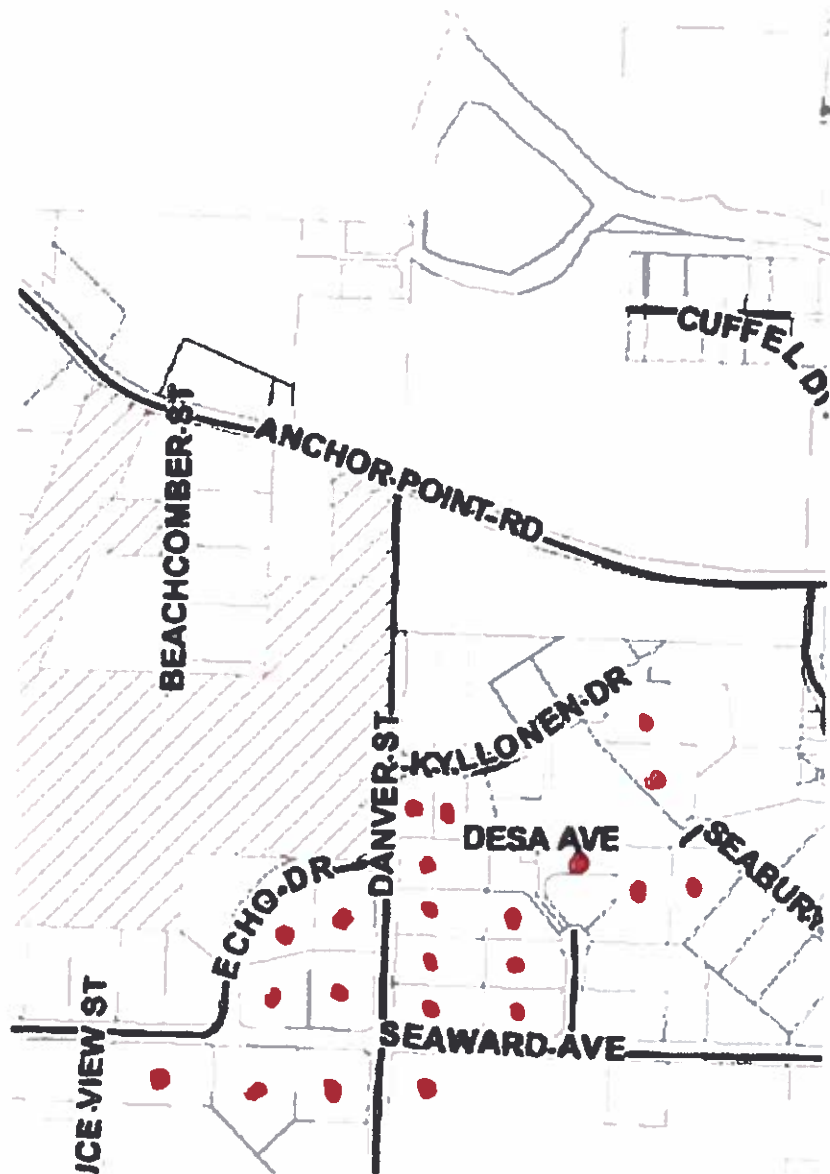 CUFFEL D
BEACHCOMBER-ST
ANCHOR-POINT-RD
KYLLONEN-DR
DANVER-ST
DESA AVE
SEABURY
ECHO-DR
SEAWARD-AVE
ICE VIEW ST